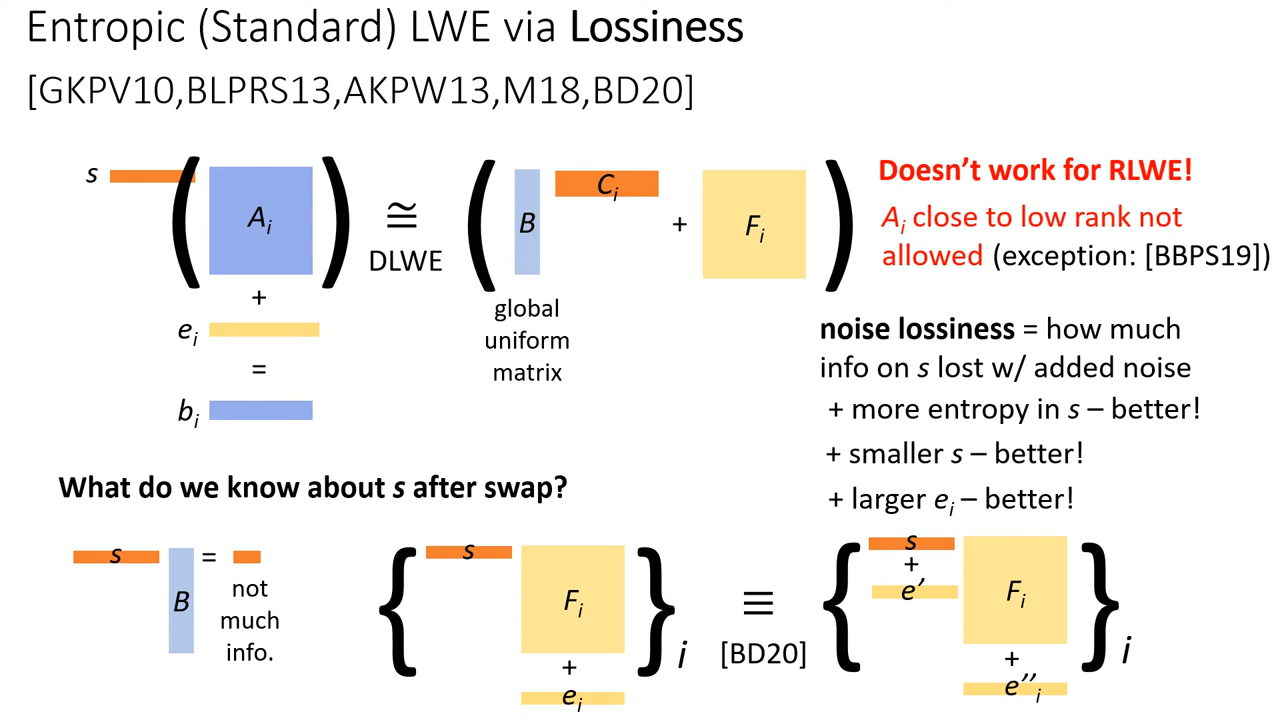 Entropic (Standard) LWE via Lossiness
[GKPV10,BLPRS13,AKPW13,M18,BD20]
s
( A_i )
≅
DLWE
( B C_i + F_i )
+
e_i
=
b_i
global
uniform
matrix
Doesn’t work for RLWE!
A_i close to low rank not
allowed (exception: [BBPS19])
noise lossiness = how much
info on s lost w/ added noise
+ more entropy in s – better!
+ smaller s – better!
+ larger e_i – better!
What do we know about s after swap?
s B =
not
much
info.
{ s F_i
+
e_i } i
≡
[BD20]
{ s
+
e′ F_i
+
e″_i } i